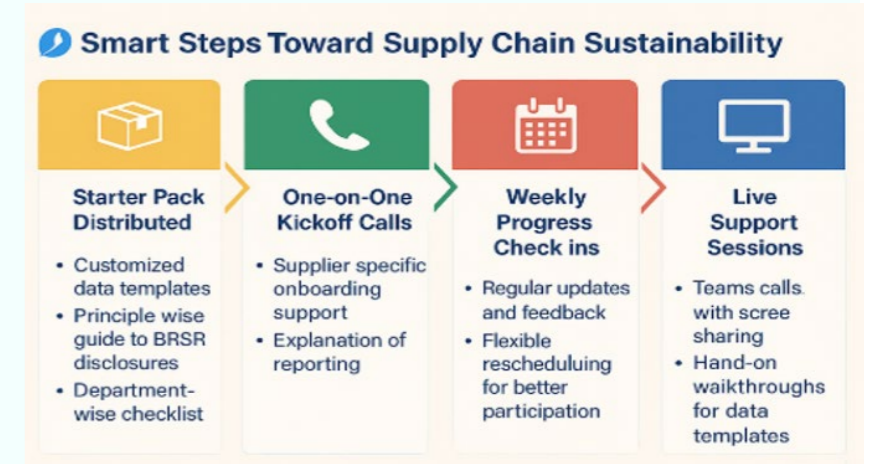 Smart Steps Toward Supply Chain Sustainability
Starter Pack
Distributed
• Customized
data templates
• Principle wise
guide to BRSR
disclosures
• Department-
wise checklist
One-on-One
Kickoff Calls
• Supplier specific
onboarding
support
• Explanation of
reporting
Weekly
Progress
Check ins
• Regular updates
and feedback
• Flexible
rescheduluing
for better
participation
Live
Support
Sessions
• Teams calls.
with scree
sharing
• Hand-on
waikthroughs
for data
templates